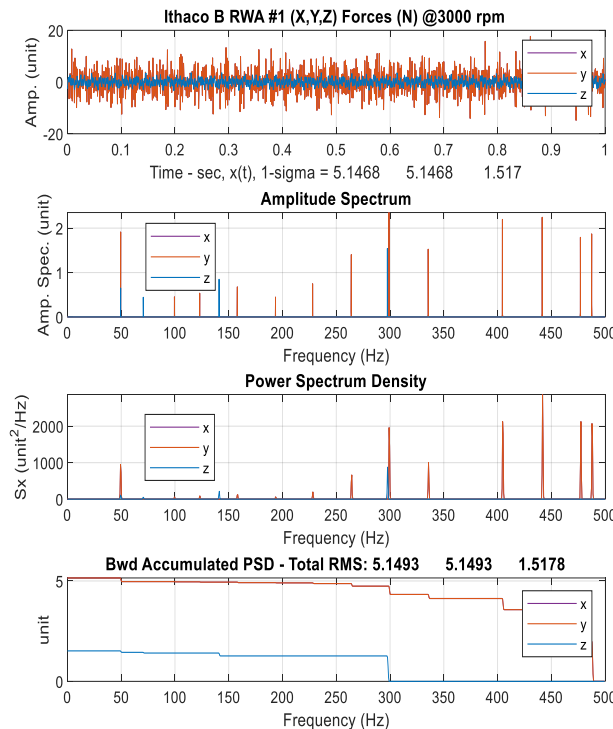 Ithaco B RWA #1 (X,Y,Z) Forces (N) @3000 rpm
Amp. (unit)
20
0
-20
x
y
z
0 0.1 0.2 0.3 0.4 0.5 0.6 0.7 0.8 0.9 1
Time - sec, x(t), 1-sigma = 5.1468 5.1468 1.517
Amplitude Spectrum
Amp. Spec. (unit)
2
1
0
x
y
z
0 50 100 150 200 250 300 350 400 450 500
Frequency (Hz)
Power Spectrum Density
Sx (unit²/Hz)
2000
1000
0
x
y
z
0 50 100 150 200 250 300 350 400 450 500
Frequency (Hz)
Bwd Accumulated PSD - Total RMS: 5.1493 5.1493 1.5178
unit
5
0
x
y
z
0 50 100 150 200 250 300 350 400 450 500
Frequency (Hz)